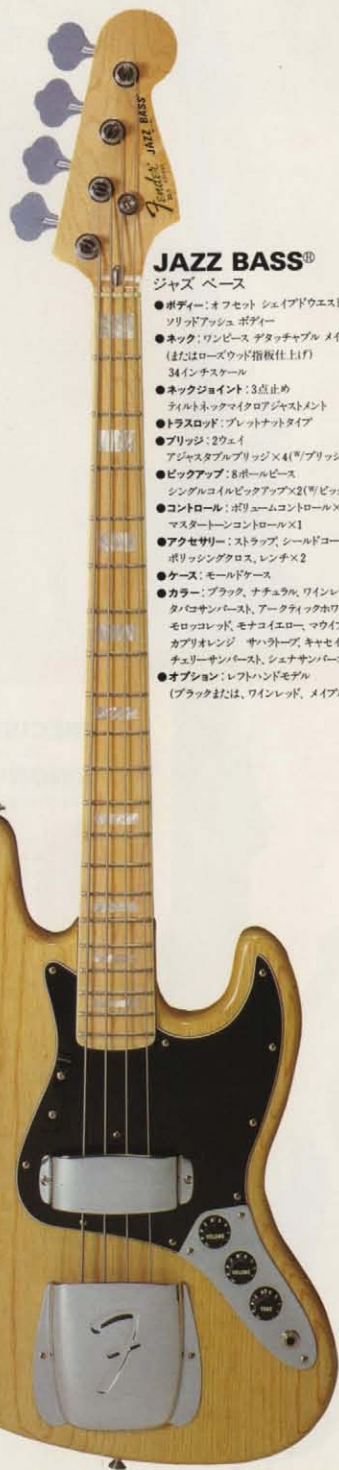 Fender JAZZ BASS
JAZZ BASS®
ジャズ ベース
●ボディー:オフセット シェイプドウエスト
ソリッドアッシュ ボディー
●ネック:ワンピース デタッチャブル メイ
(またはローズウッド指板仕上げ)
34インチスケール
●ネックジョイント:3点止め
ティルトネックマイクロアジャストメント
●トラスロッド:ブレットナットタイプ
●ブリッジ:2ウェイ
アジャスタブルブリッジ×4(W/ブリッジ
●ピックアップ:8ポールピース
シングルコイルピックアップ×2(W/ピッ
●コントロール:ボリュームコントロール×
マスタートーンコントロール×1
●アクセサリー:ストラップ、シールドコー
ポリッシングクロス、レンチ×2
●ケース:モールドケース
●カラー:ブラック、ナチュラル、ワインレ
タバコサンバースト、アークティックホワ
モロッコレッド、モナコイエロー、マウイブ
カプリオレンジ サハラトープ、キャセイ
チェリーサンバースト、シェナサンバー
●オプション:レフトハンドモデル
(ブラックまたは、ワインレッド、メイプ
VOLUME
VOLUME
TONE
F